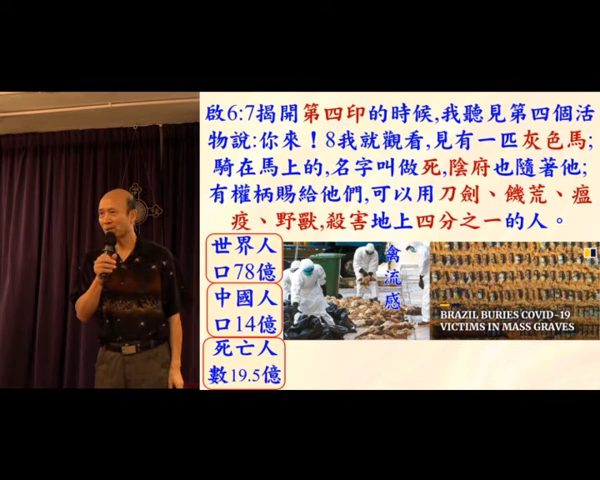 啟6:7揭開第四印的時候,我聽見第四個活
物說:你來！8我就觀看,見有一匹灰色馬;
騎在馬上的,名字叫做死,陰府也隨著他;
有權柄賜給他們,可以用刀劍、饑荒、瘟
疫、野獸,殺害地上四分之一的人。
世界人
口78億
中國人
口14億
死亡人
數19.5億
禽流感
BRAZIL BURIES COVID-19
VICTIMS IN MASS GRAVES